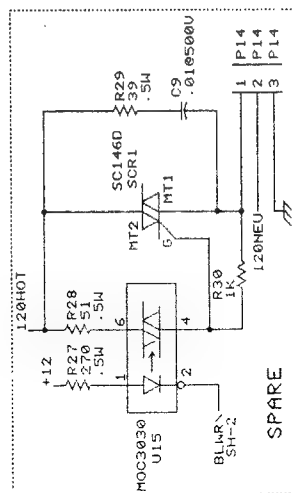 P14
P14
P14
1
2
3
R29
39
.5W
C9
.01@500V
SC146D
SCR1
MT2
MT1
G
120HOT
120NEU
R28
51
.5W
R30
1K
+12
R27
270
.5W
6
4
1
2
MOC3030
U15
BLWR\
SH-2
SPARE